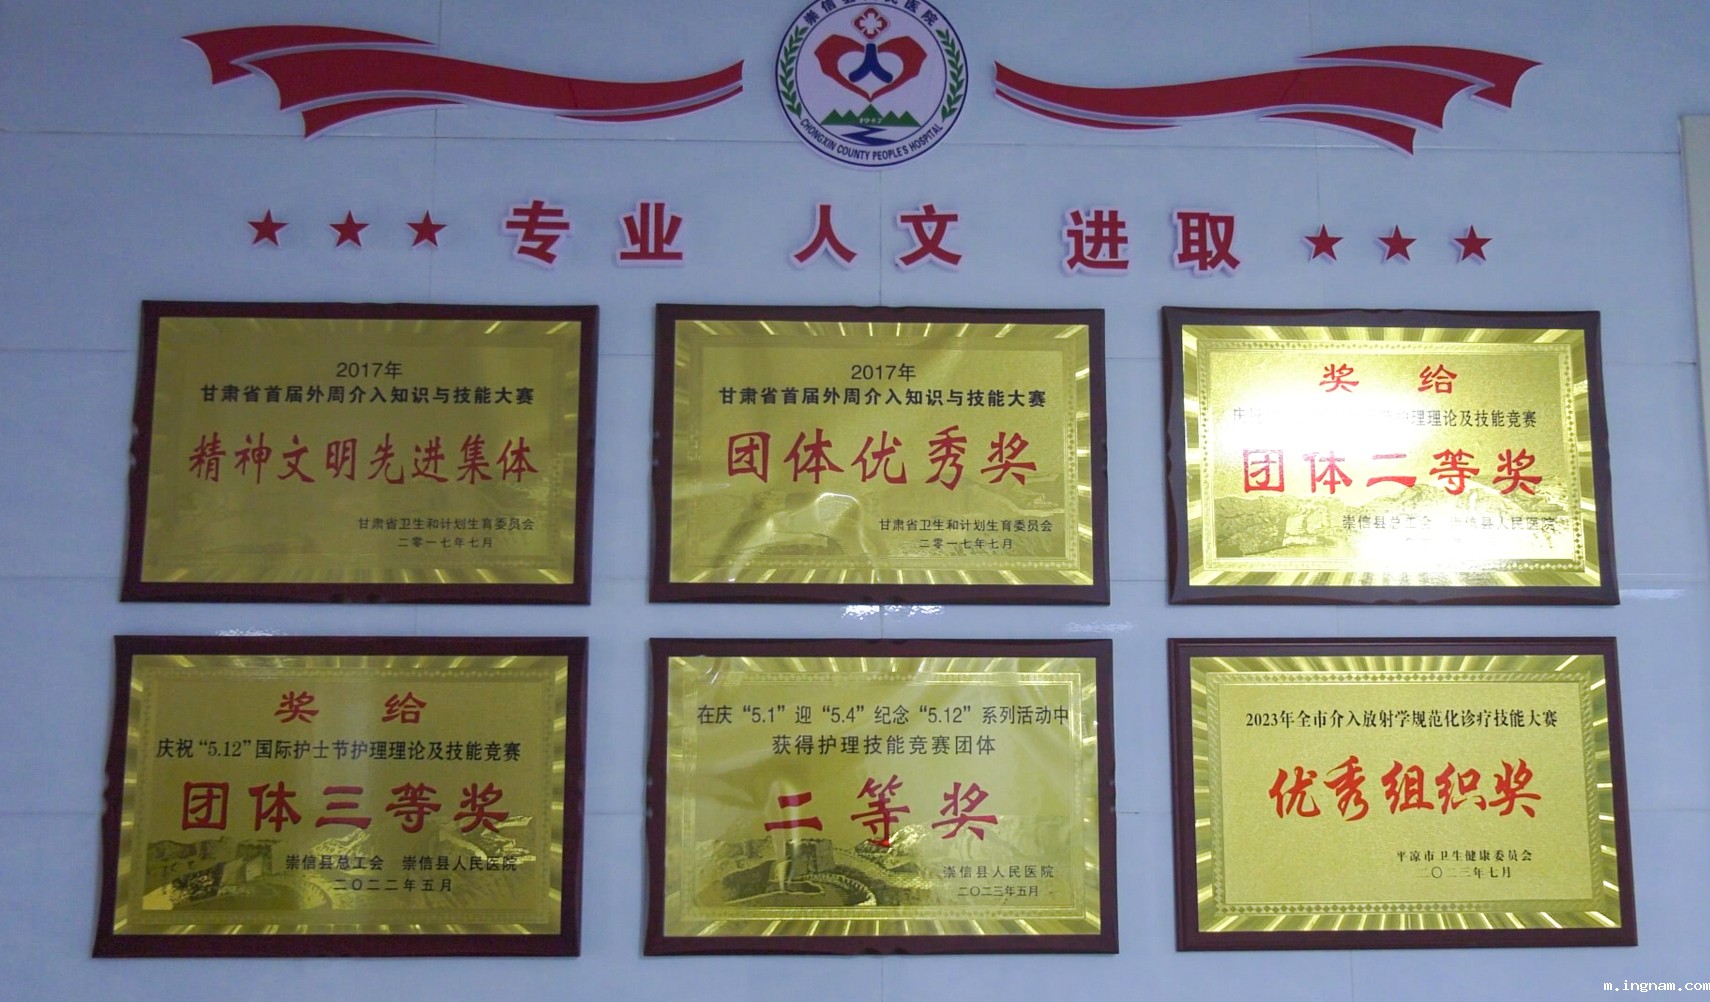 崇信县人民医院
1947
CHONGXIN COUNTY PEOPLE'S HOSPITAL
专业 人文 进取
2017年
甘肃省首届外周介入知识与技能大赛
精神文明先进集体
甘肃省卫生和计划生育委员会
二零一七年七月
2017年
甘肃省首届外周介入知识与技能大赛
团体优秀奖
甘肃省卫生和计划生育委员会
二零一七年七月
奖 给
护理理论及技能竞赛
团体二等奖
崇信县总工会 崇信县人民医院
奖 给
庆祝“5.12”国际护士节护理理论及技能竞赛
团体三等奖
崇信县总工会 崇信县人民医院
二〇二二年五月
在庆“5.1”迎“5.4”纪念“5.12”系列活动中
获得护理技能竞赛团体
二等奖
崇信县人民医院
二〇二三年五月
2023年全市介入放射学规范化诊疗技能大赛
优秀组织奖
平凉市卫生健康委员会
二〇二三年七月
m.ingnam.com